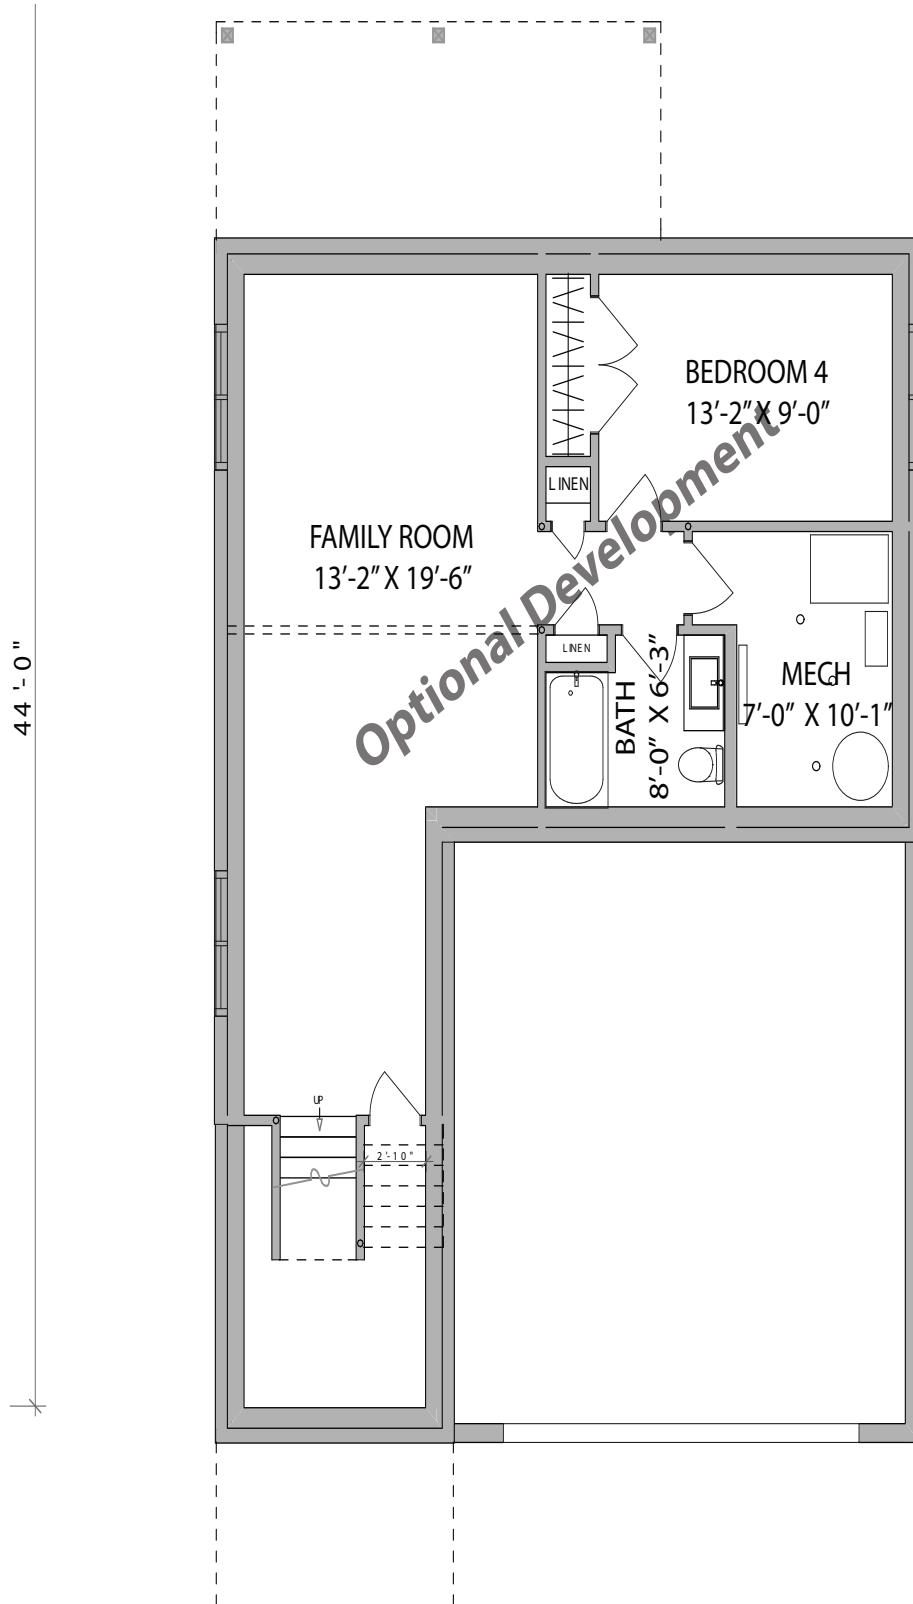 BEDROOM 4
13'-2" X 9'-0"
LINEN
FAMILY ROOM
13'-2" X 19'-6"
Optional Development
LINEN
BATH
8'-0" X 6'-3"
MECH
7'-0" X 10'-1"
44'-0"
UP
2'-10"